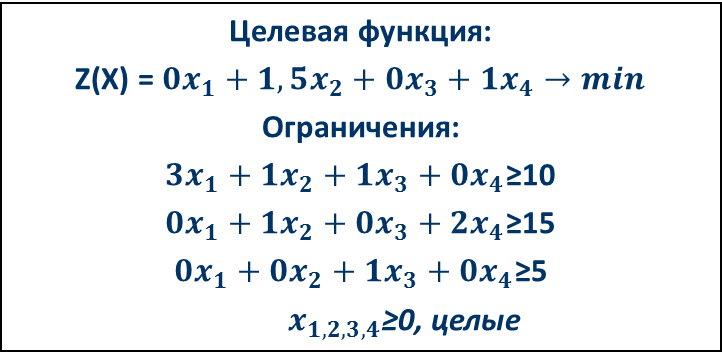 Целевая функция:
Z(X) = 0x₁ + 1,5x₂ + 0x₃ + 1x₄ → min
Ограничения:
3x₁ + 1x₂ + 1x₃ + 0x₄≥10
0x₁ + 1x₂ + 0x₃ + 2x₄≥15
0x₁ + 0x₂ + 1x₃ + 0x₄≥5
x₁,₂,₃,₄≥0, целые